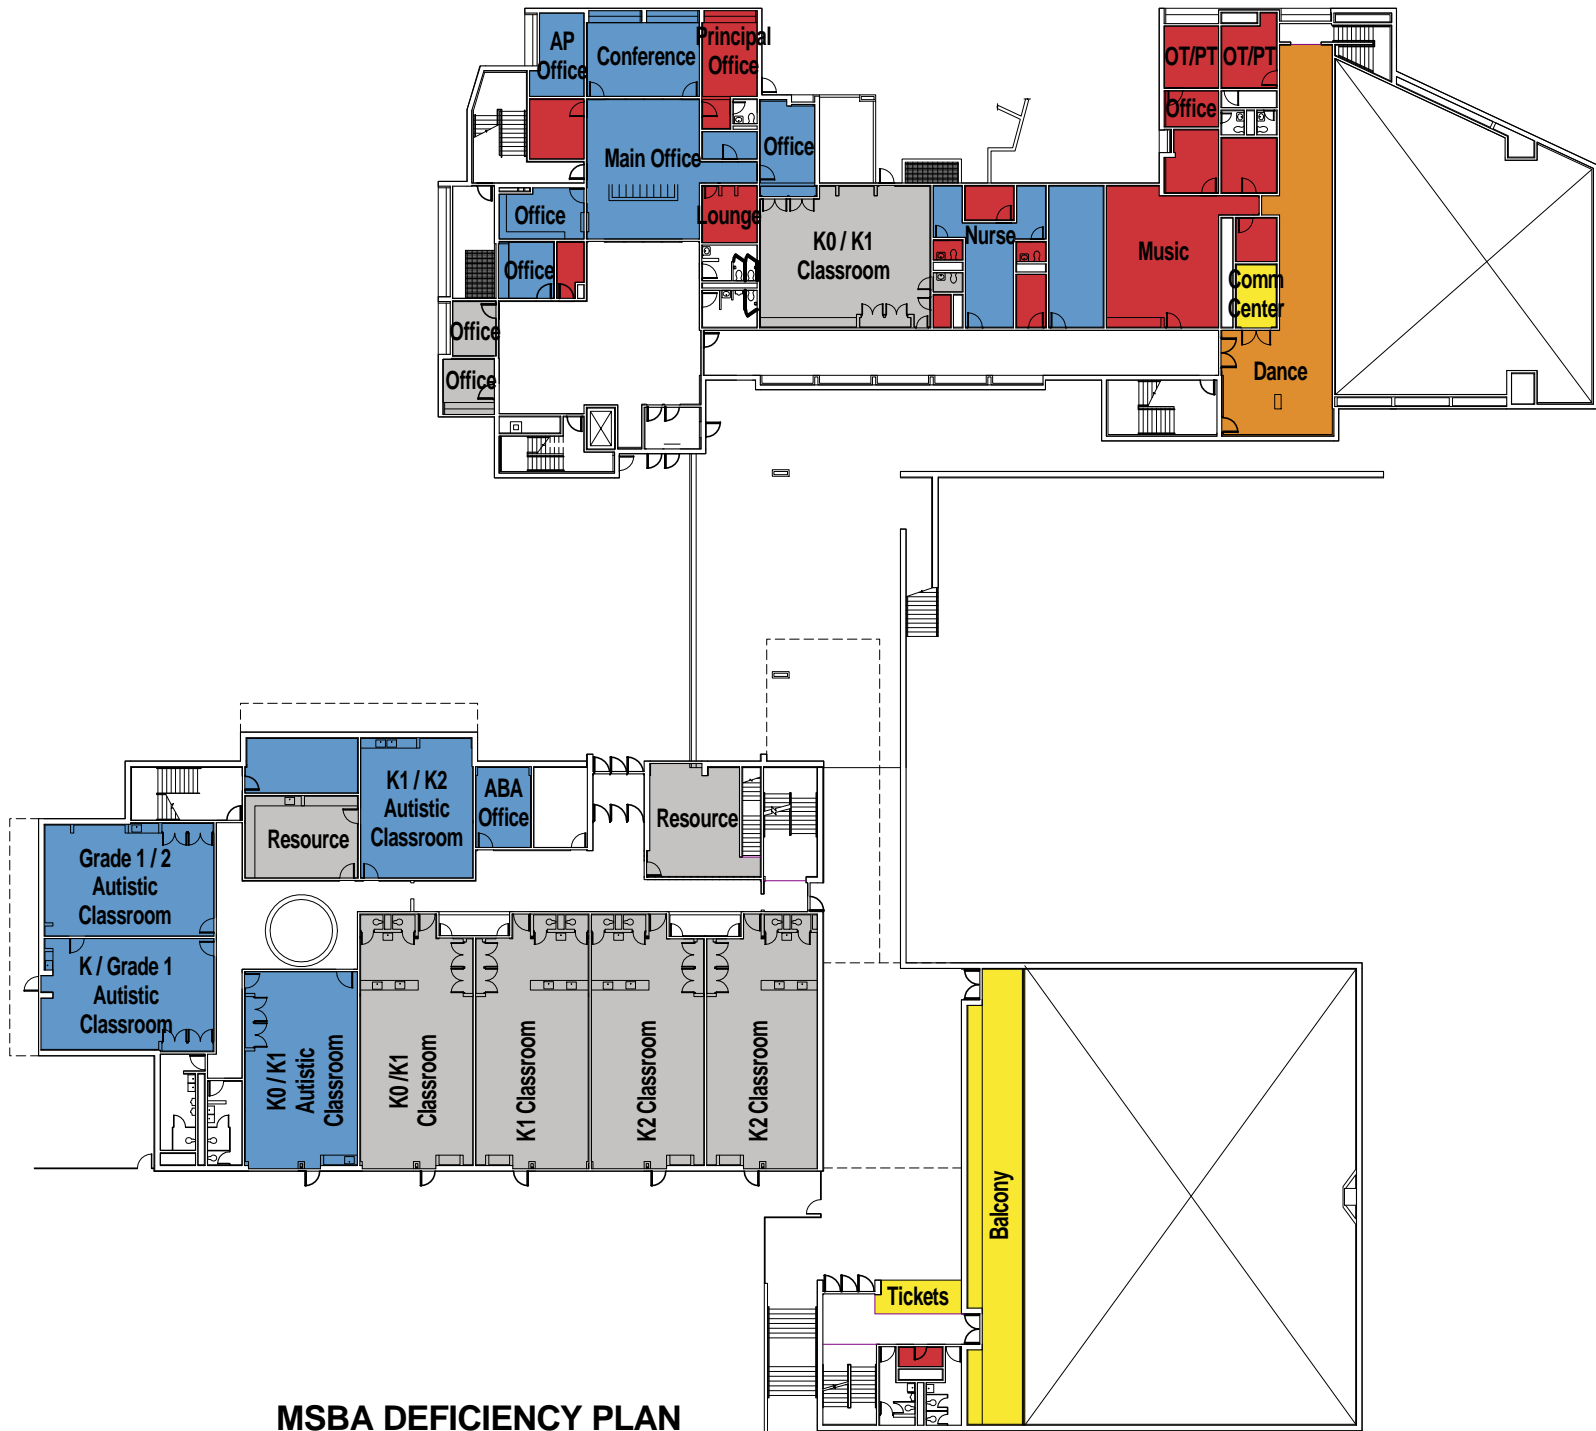 AP
Office
Conference
Principal
Office
OT/PT
OT/PT
Office
Main Office
Office
Office
Lounge
K0 / K1
Classroom
Nurse
Music
Office
Comm
Center
Office
Office
Dance
K1 / K2
Autistic
Classroom
ABA
Office
Resource
Resource
Grade 1 / 2
Autistic
Classroom
K / Grade 1
Autistic
Classroom
K0 / K1
Autistic
Classroom
K0 /K1
Classroom
K1 Classroom
K2 Classroom
K2 Classroom
Balcony
Tickets
MSBA DEFICIENCY PLAN